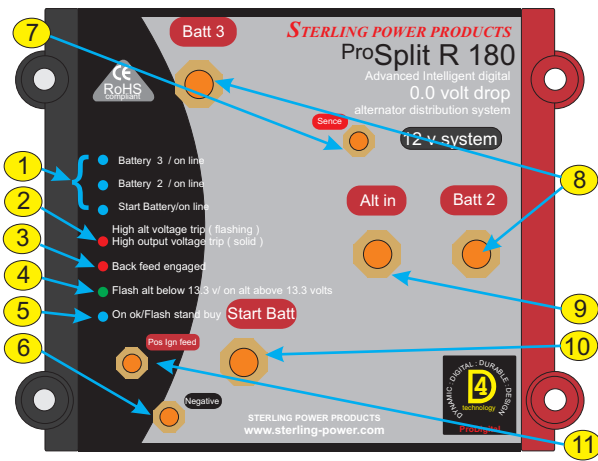 7
Batt 3
STERLING POWER PRODUCTS
ProSplit R 180
Advanced Intelligent digital
0.0 volt drop
alternator distribution system
CE
RoHS
compliant
Sence
12 v system
1
Battery 3 / on line
Battery 2 / on line
Start Battery/on line
8
Alt in
Batt 2
2
High alt voltage trip ( flashing )
High output voltage trip ( solid )
3
Back feed engaged
4
Flash alt below 13.3 v/ on alt above 13.3 volts
9
5
On ok/Flash stand buy
Start Batt
6
Pos Ign feed
10
Negative
DYNAMIC : DIGITAL : DURABLE : DESIGN
D4
technology
ProDigital
STERLING POWER PRODUCTS
www.sterling-power.com
11